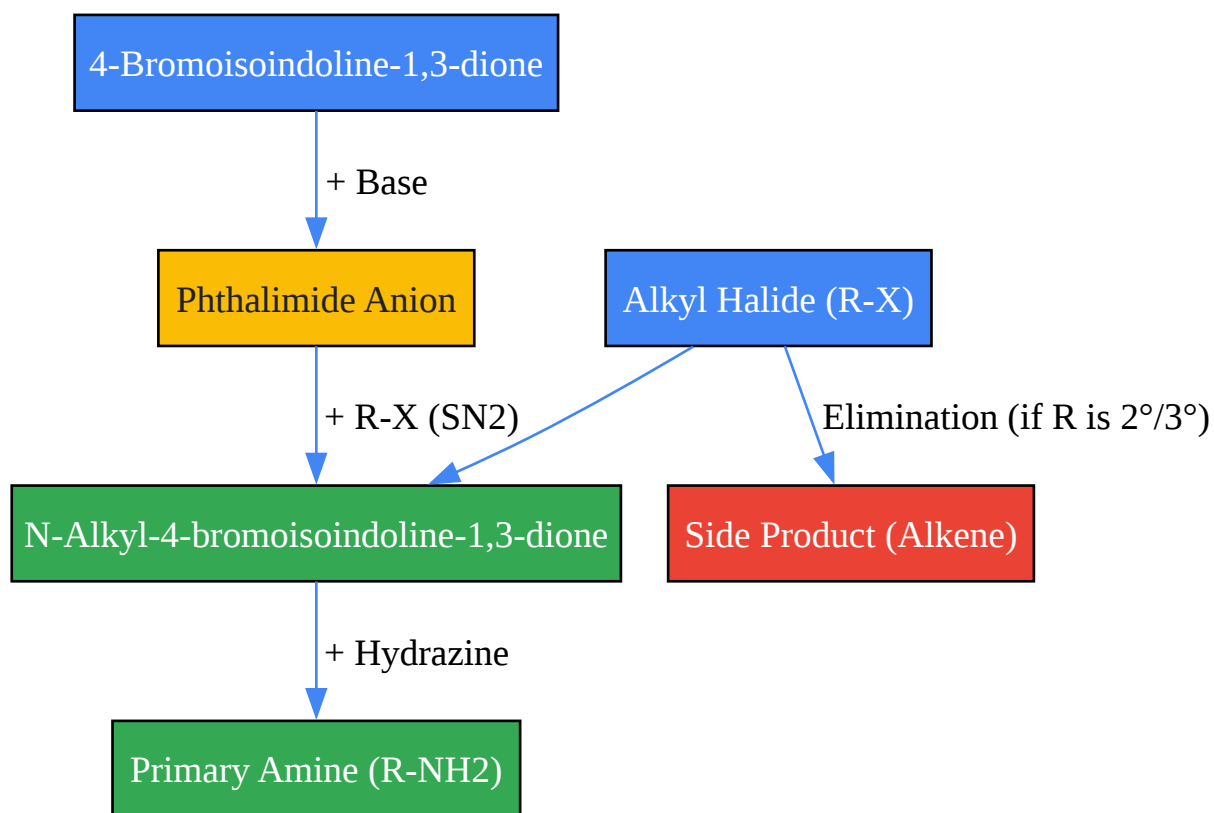 4-Bromoisoindoline-1,3-dione
+ Base
Phthalimide Anion
Alkyl Halide (R-X)
+ R-X (SN2)
Elimination (if R is 2°/3°)
N-Alkyl-4-bromoisoindoline-1,3-dione
Side Product (Alkene)
+ Hydrazine
Primary Amine (R-NH2)